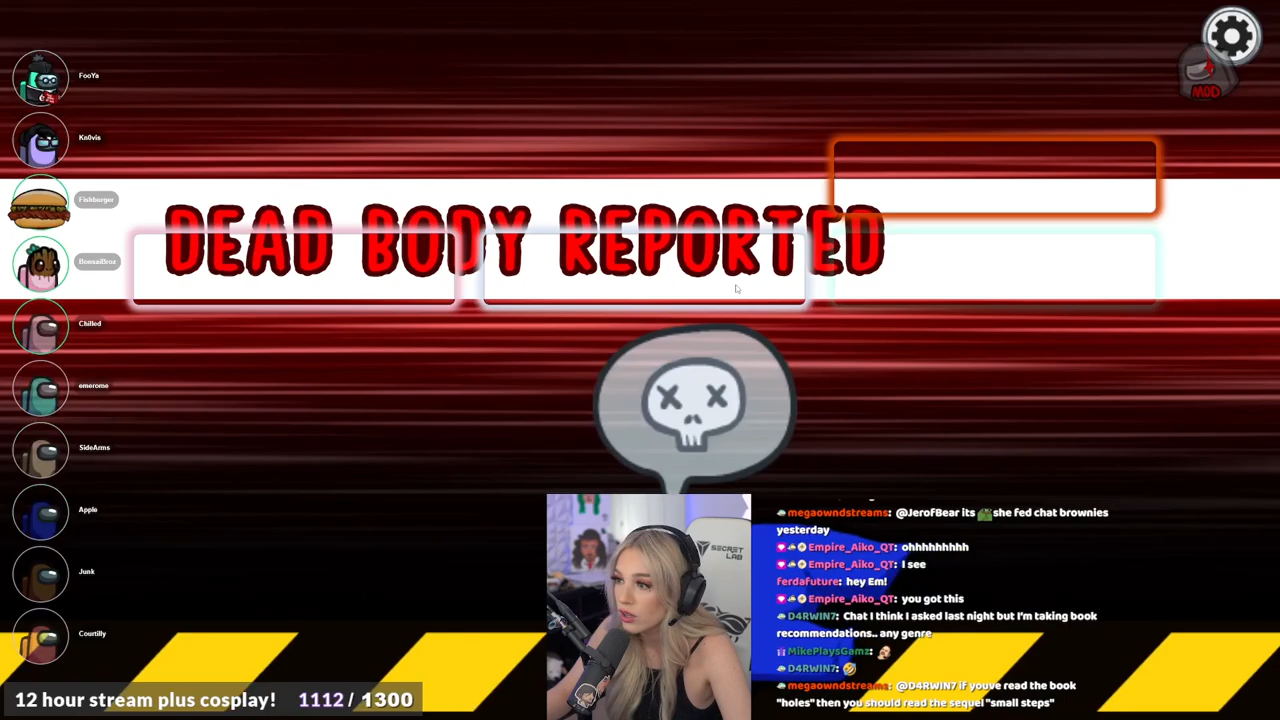 MOD
FooYa
Kn0vis
DEAD BODY REPORTED
Fishburger
BonsaiBroz
Chilled
emerome
SideArms
Apple
Junk
Courtilly
SECRET
LAB
megaowndstreams: @JerofBear its she fed chat brownies
yesterday
Empire_Aiko_QT: ohhhhhhhhh
Empire_Aiko_QT: I see
ferdafuture: hey Em!
Empire_Aiko_QT: you got this
D4RWIN7: Chat I think I asked last night but I'm taking book
recommendations.. any genre
MikePlaysGamz:
D4RWIN7:
megaowndstreams: @D4RWIN7 if youve read the book
"holes" then you should read the sequel "small steps"
12 hour stream plus cosplay! 1112 / 1300